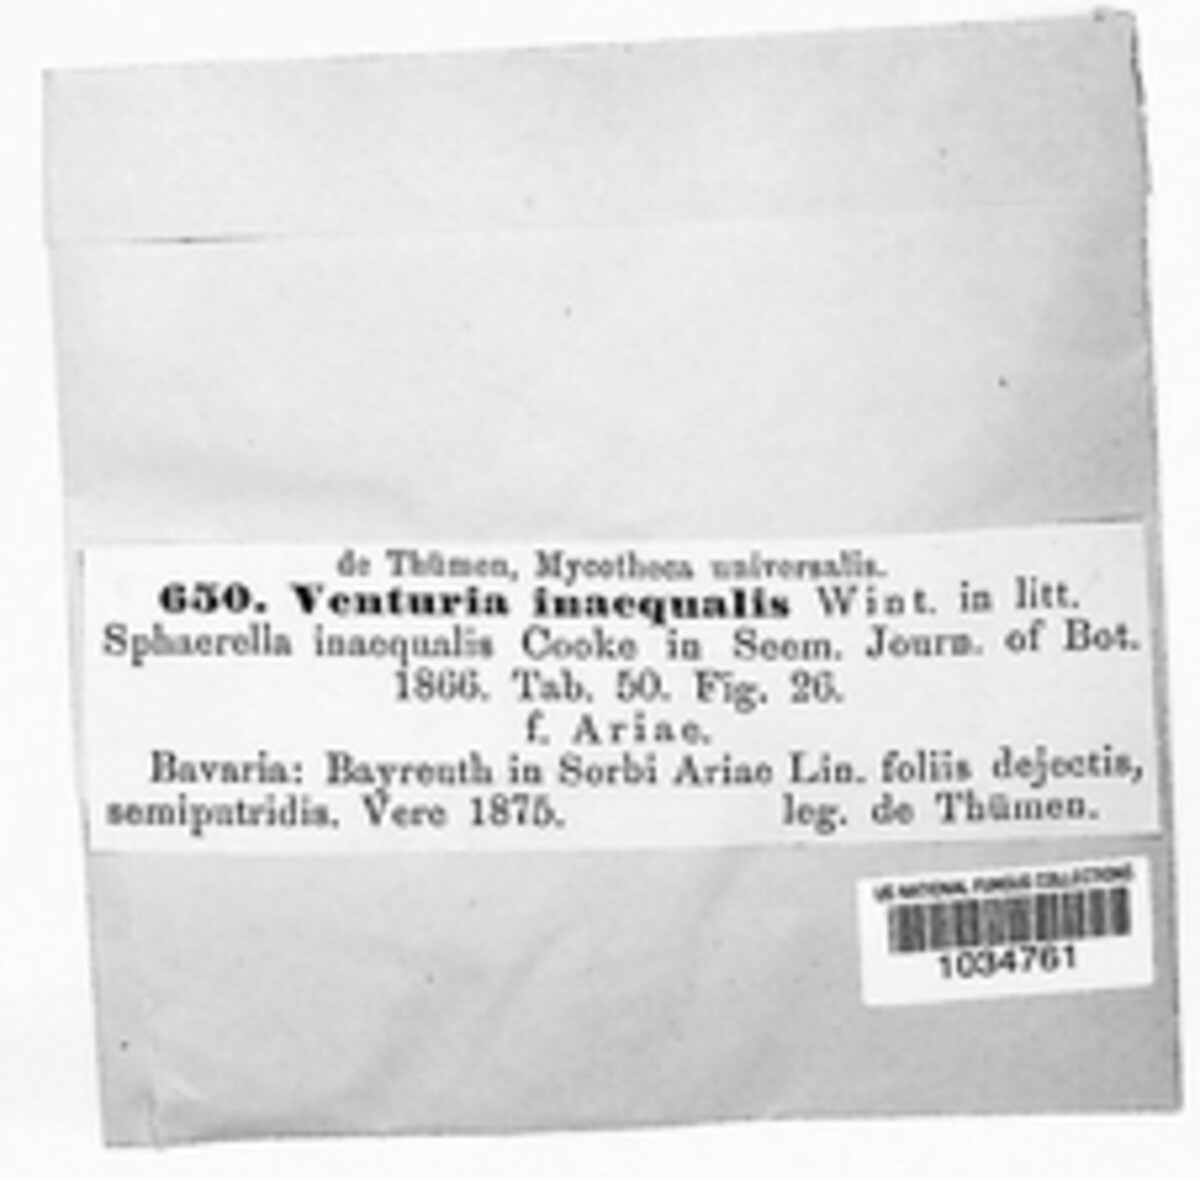 de Thümen, Mycotheca universalis.
650. Venturia inaequalis Wint. in litt.
Sphaerella inaequalis Cooke in Seem. Journ. of Bot.
1866. Tab. 50. Fig. 26.
f. Ariae.
Bavaria: Bayreuth in Sorbi Ariae Lin. foliis dejectis,
semiputridis. Vere 1875. leg. de Thümen.
US NATIONAL FUNGUS COLLECTIONS
1034761